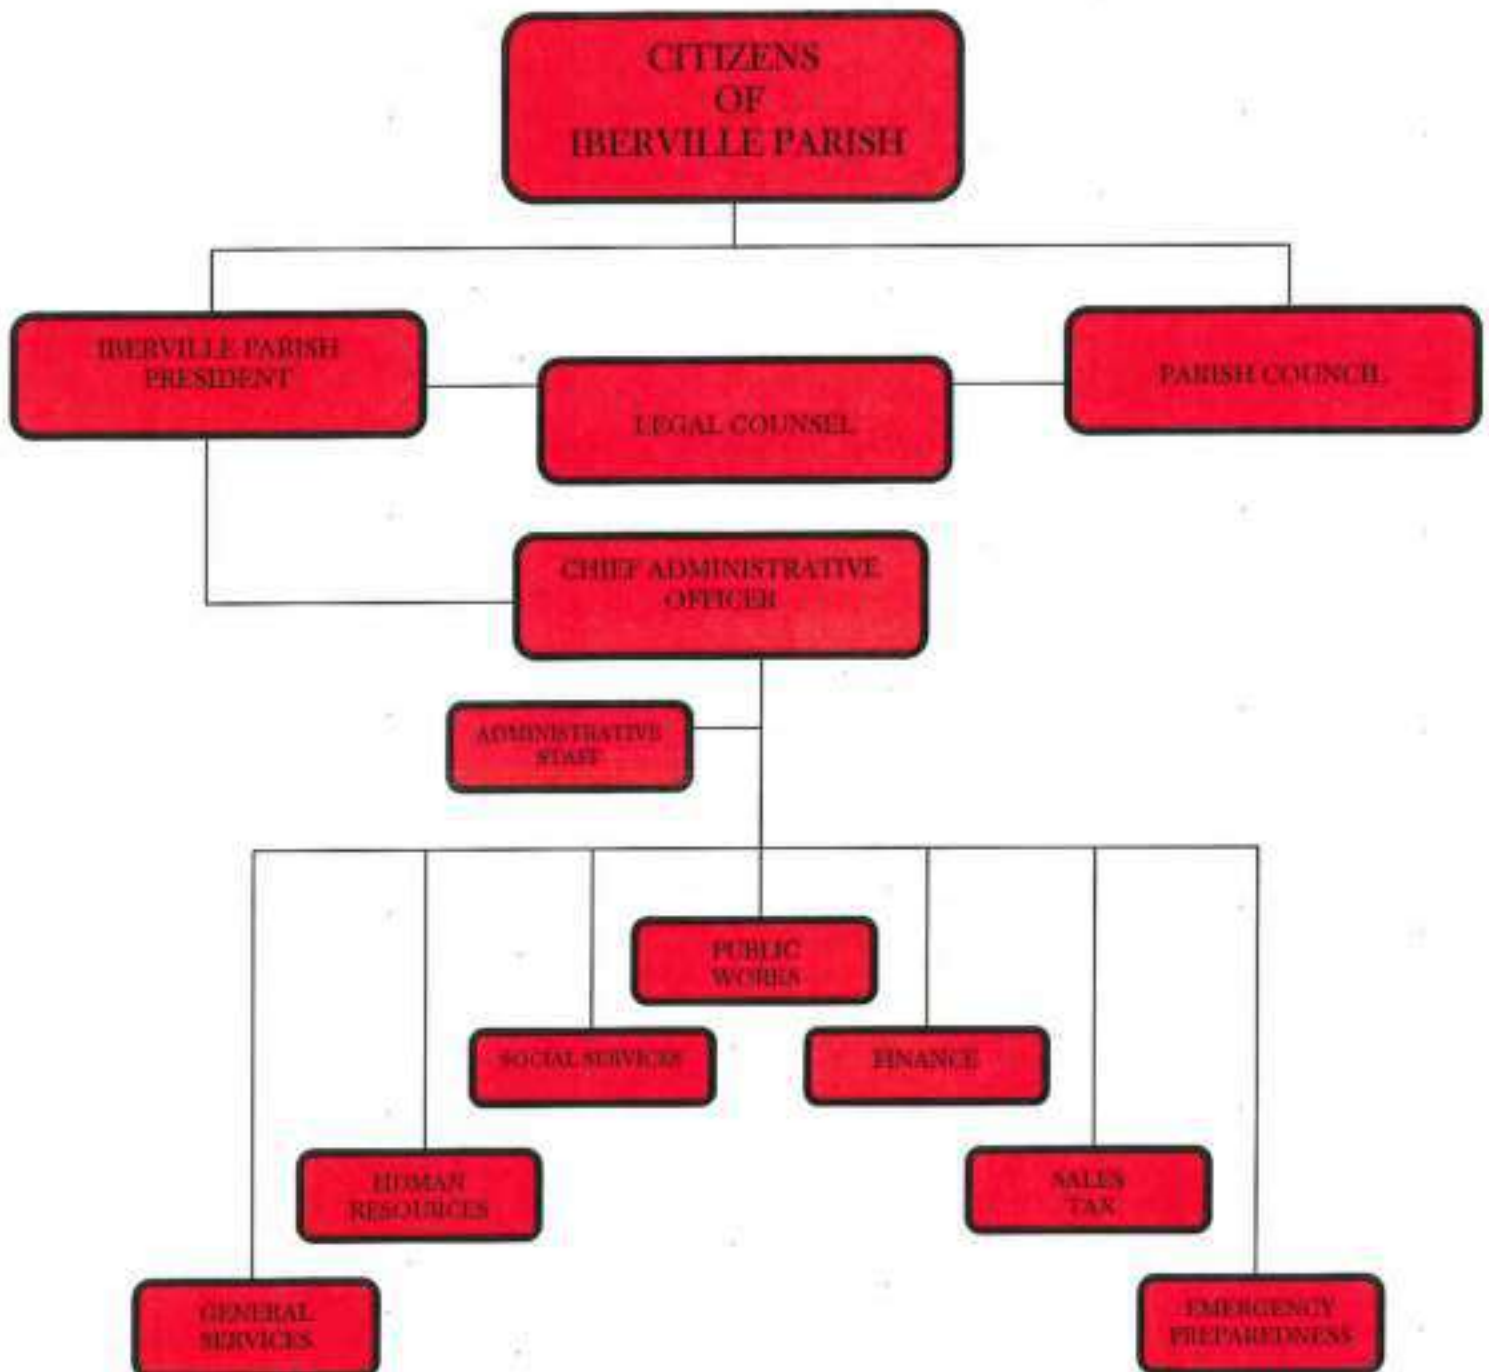 CITIZENS
OF
IBERVILLE PARISH
IBERVILLE PARISH
PRESIDENT
LEGAL COUNSEL
PARISH COUNCIL
CHIEF ADMINISTRATIVE
OFFICER
ADMINISTRATIVE
STAFF
PUBLIC
WORKS
SOCIAL SERVICES
FINANCE
HUMAN
RESOURCES
SALES
TAX
GENERAL
SERVICES
EMERGENCY
PREPAREDNESS